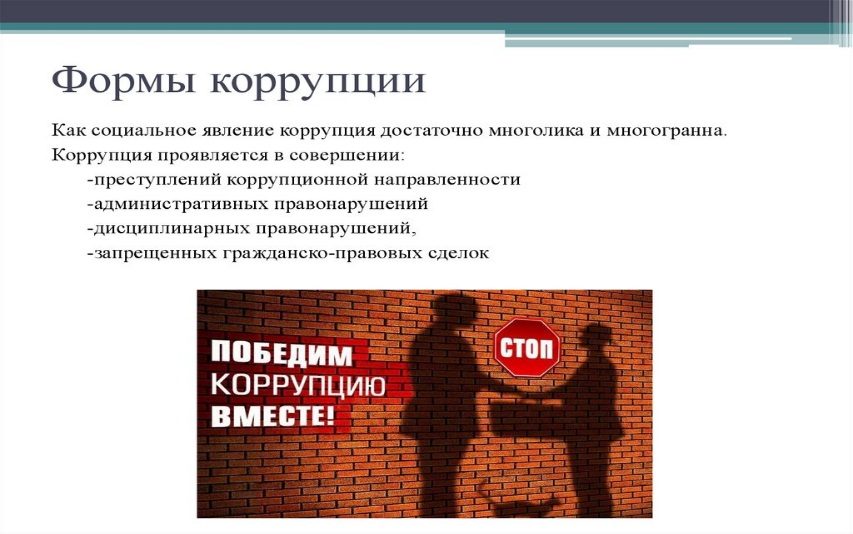 Формы коррупции
Как социальное явление коррупция достаточно многолика и многогранна.
Коррупция проявляется в совершении:
-преступлений коррупционной направленности
-административных правонарушений
-дисциплинарных правонарушений,
-запрещенных гражданско-правовых сделок
ПОБЕДИМ
КОРРУПЦИЮ
ВМЕСТЕ!
СТОП